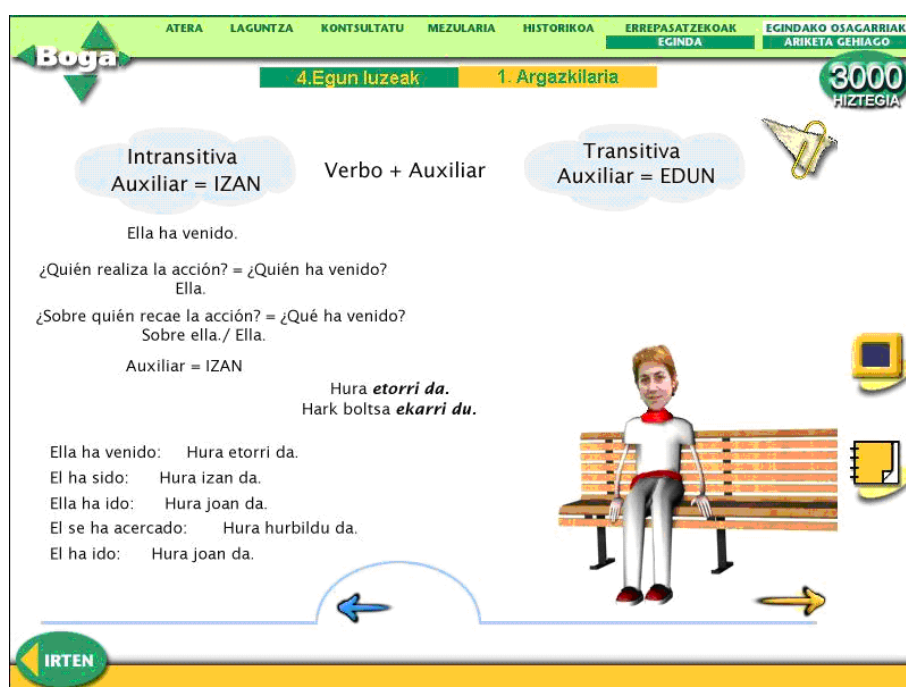 ATERA LAGUNTZA KONTSULTATU MEZULARIA HISTORIKOA ERREPASATZEKOAK EGINDAKO OSAGARRIAK
EGINDA ARIKETA GEHIAGO
Boga
4.Egun luzeak 1. Argazkilaria
3000
HIZTEGIA
Intransitiva
Auxiliar = IZAN
Verbo + Auxiliar
Transitiva
Auxiliar = EDUN
Ella ha venido.
¿Quién realiza la acción? = ¿Quién ha venido?
Ella.
¿Sobre quién recae la acción? = ¿Qué ha venido?
Sobre ella./ Ella.
Auxiliar = IZAN
Hura etorri da.
Hark boltsa ekarri du.
Ella ha venido: Hura etorri da.
El ha sido: Hura izan da.
Ella ha ido: Hura joan da.
El se ha acercado: Hura hurbildu da.
El ha ido: Hura joan da.
IRTEN